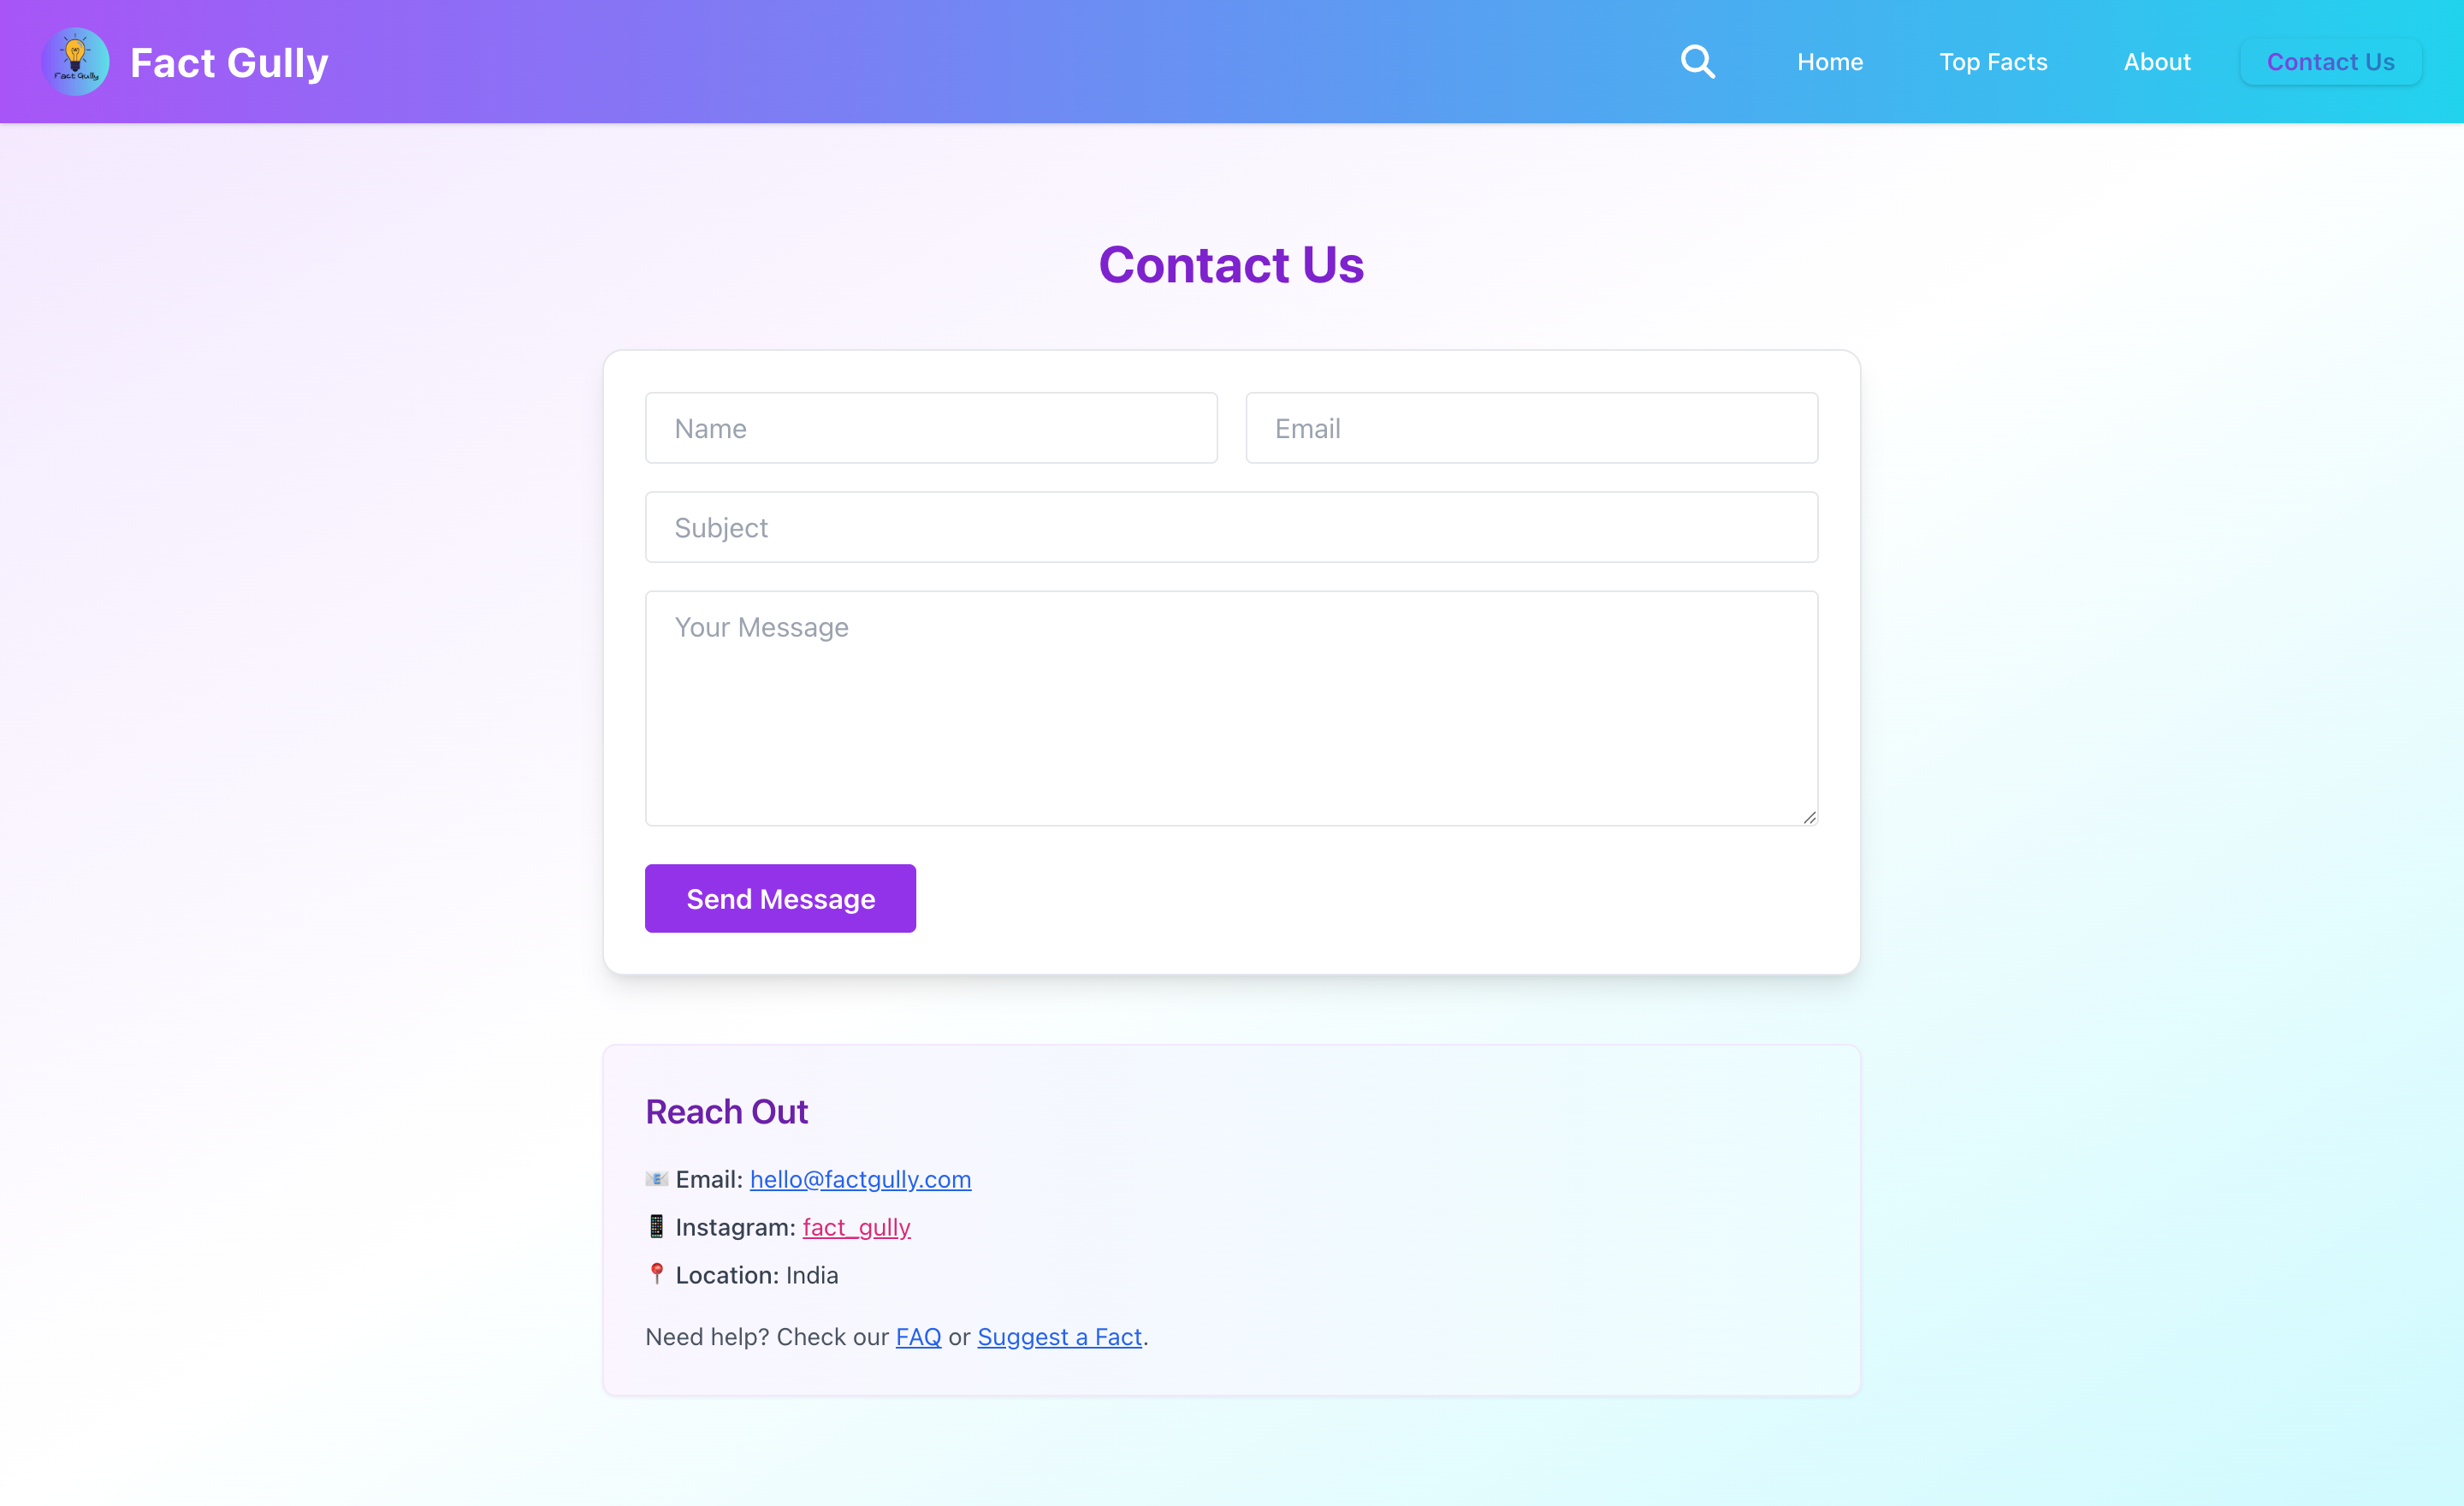 Fact Gully
Fact Gully
Home
Top Facts
About
Contact Us
Contact Us
Name
Email
Subject
Your Message
Send Message
Reach Out
📧 Email: hello@factgully.com
📱 Instagram: fact_gully
📍 Location: India
Need help? Check our FAQ or Suggest a Fact.